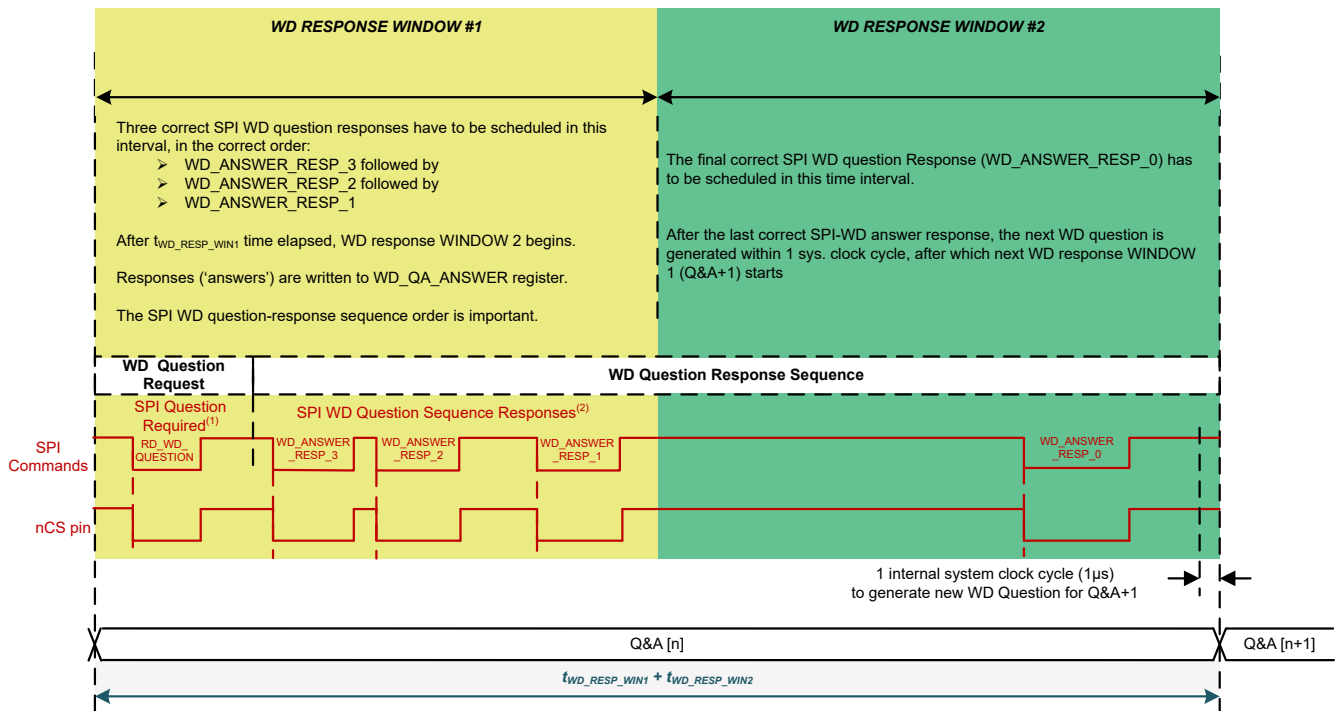 WD RESPONSE WINDOW #1
WD RESPONSE WINDOW #2
Three correct SPI WD question responses have to be scheduled in this
interval, in the correct order:
➢ WD_ANSWER_RESP_3 followed by
➢ WD_ANSWER_RESP_2 followed by
➢ WD_ANSWER_RESP_1
After tWD_RESP_WIN1 time elapsed, WD response WINDOW 2 begins.
Responses (‘answers’) are written to WD_QA_ANSWER register.
The SPI WD question-response sequence order is important.
The final correct SPI WD question Response (WD_ANSWER_RESP_0) has
to be scheduled in this time interval.
After the last correct SPI-WD answer response, the next WD question is
generated within 1 sys. clock cycle, after which next WD response WINDOW
1 (Q&A+1) starts
WD Question
Request
WD Question Response Sequence
SPI Question
Required(1)
SPI WD Question Sequence Responses(2)
SPI
Commands
RD_WD_
QUESTION
WD_ANSWER
_RESP_3
WD_ANSWER
_RESP_2
WD_ANSWER
_RESP_1
WD_ANSWER
_RESP_0
nCS pin
1 internal system clock cycle (1µs)
to generate new WD Question for Q&A+1
Q&A [n]
Q&A [n+1]
tWD_RESP_WIN1 + tWD_RESP_WIN2